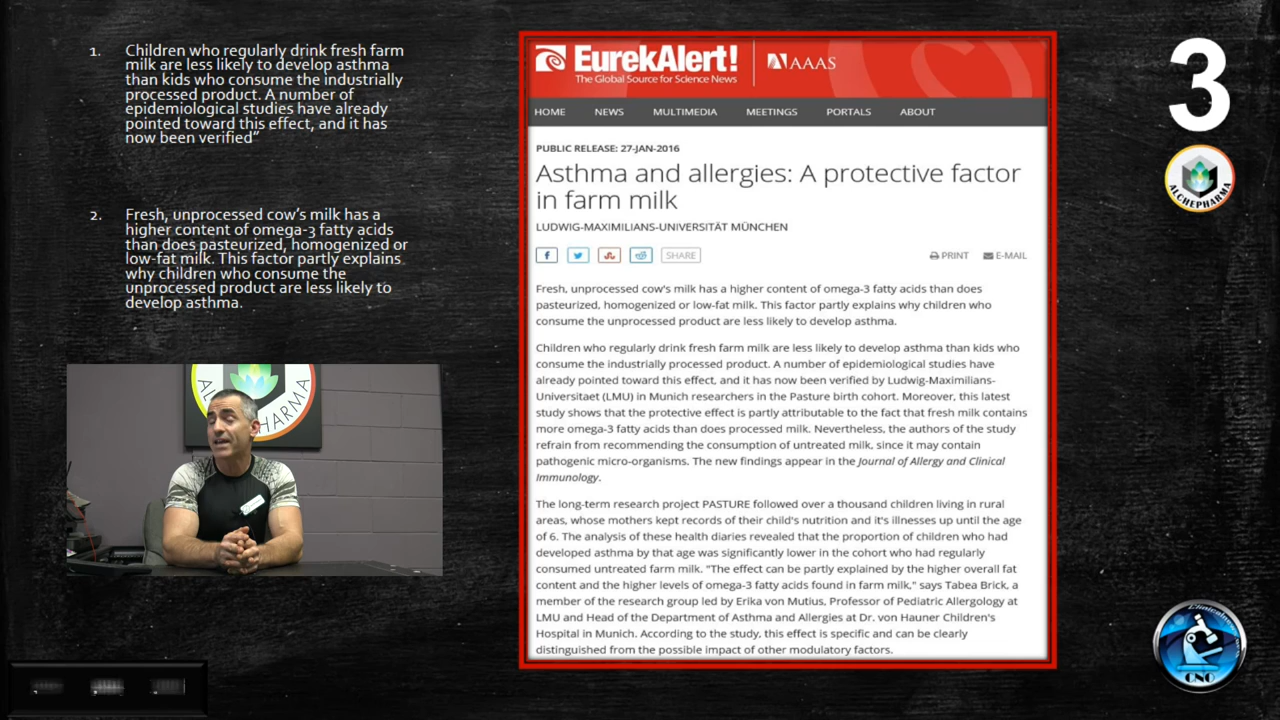 1. Children who regularly drink fresh farm
milk are less likely to develop asthma
than kids who consume the industrially
processed product. A number of
epidemiological studies have already
pointed toward this effect, and it has
now been verified”
2. Fresh, unprocessed cow’s milk has a
higher content of omega-3 fatty acids
than does pasteurized, homogenized or
low-fat milk. This factor partly explains
why children who consume the
unprocessed product are less likely to
develop asthma.
ALCHEPHARMA
EurekAlert!
The Global Source for Science News
AAAS
HOME NEWS MULTIMEDIA MEETINGS PORTALS ABOUT
PUBLIC RELEASE: 27-JAN-2016
Asthma and allergies: A protective factor
in farm milk
LUDWIG-MAXIMILIANS-UNIVERSITÄT MÜNCHEN
SHARE PRINT E-MAIL
Fresh, unprocessed cow's milk has a higher content of omega-3 fatty acids than does
pasteurized, homogenized or low-fat milk. This factor partly explains why children who
consume the unprocessed product are less likely to develop asthma.
Children who regularly drink fresh farm milk are less likely to develop asthma than kids who
consume the industrially processed product. A number of epidemiological studies have
already pointed toward this effect, and it has now been verified by Ludwig-Maximilians-
Universitaet (LMU) in Munich researchers in the Pasture birth cohort. Moreover, this latest
study shows that the protective effect is partly attributable to the fact that fresh milk contains
more omega-3 fatty acids than does processed milk. Nevertheless, the authors of the study
refrain from recommending the consumption of untreated milk, since it may contain
pathogenic micro-organisms. The new findings appear in the Journal of Allergy and Clinical
Immunology.
The long-term research project PASTURE followed over a thousand children living in rural
areas, whose mothers kept records of their child's nutrition and it's illnesses up until the age
of 6. The analysis of these health diaries revealed that the proportion of children who had
developed asthma by that age was significantly lower in the cohort who had regularly
consumed untreated farm milk. "The effect can be partly explained by the higher overall fat
content and the higher levels of omega-3 fatty acids found in farm milk," says Tabea Brick, a
member of the research group led by Erika von Mutius, Professor of Pediatric Allergology at
LMU and Head of the Department of Asthma and Allergies at Dr. von Hauner Children's
Hospital in Munich. According to the study, this effect is specific and can be clearly
distinguished from the possible impact of other modulatory factors.
3
ALCHEPHARMA
CNO